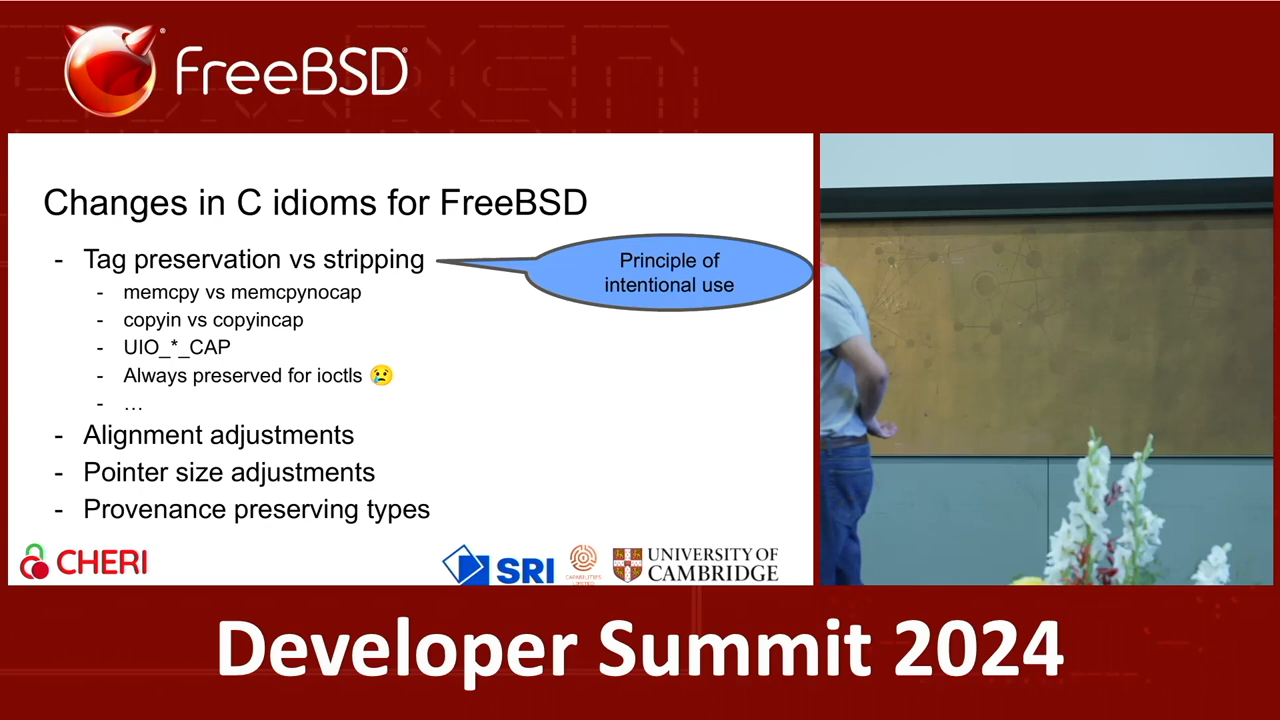 FreeBSD®
Changes in C idioms for FreeBSD
- Tag preservation vs stripping
Principle of
intentional use
- memcpy vs memcpynocap
- copyin vs copyincap
- UIO_*_CAP
- Always preserved for ioctls 😢
- …
- Alignment adjustments
- Pointer size adjustments
- Provenance preserving types
CHERI
SRI
CAPABILITIES
LIMITED
UNIVERSITY OF
CAMBRIDGE
Developer Summit 2024